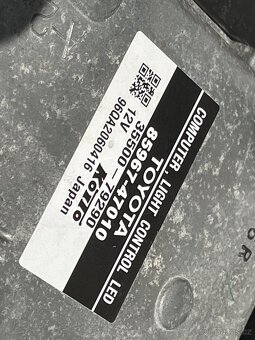 COMPUTER, LIGHT CONTROL LED
TOYOTA
85967-47010
35500-79290 KOITO
12V
960A2060416 Japan
R